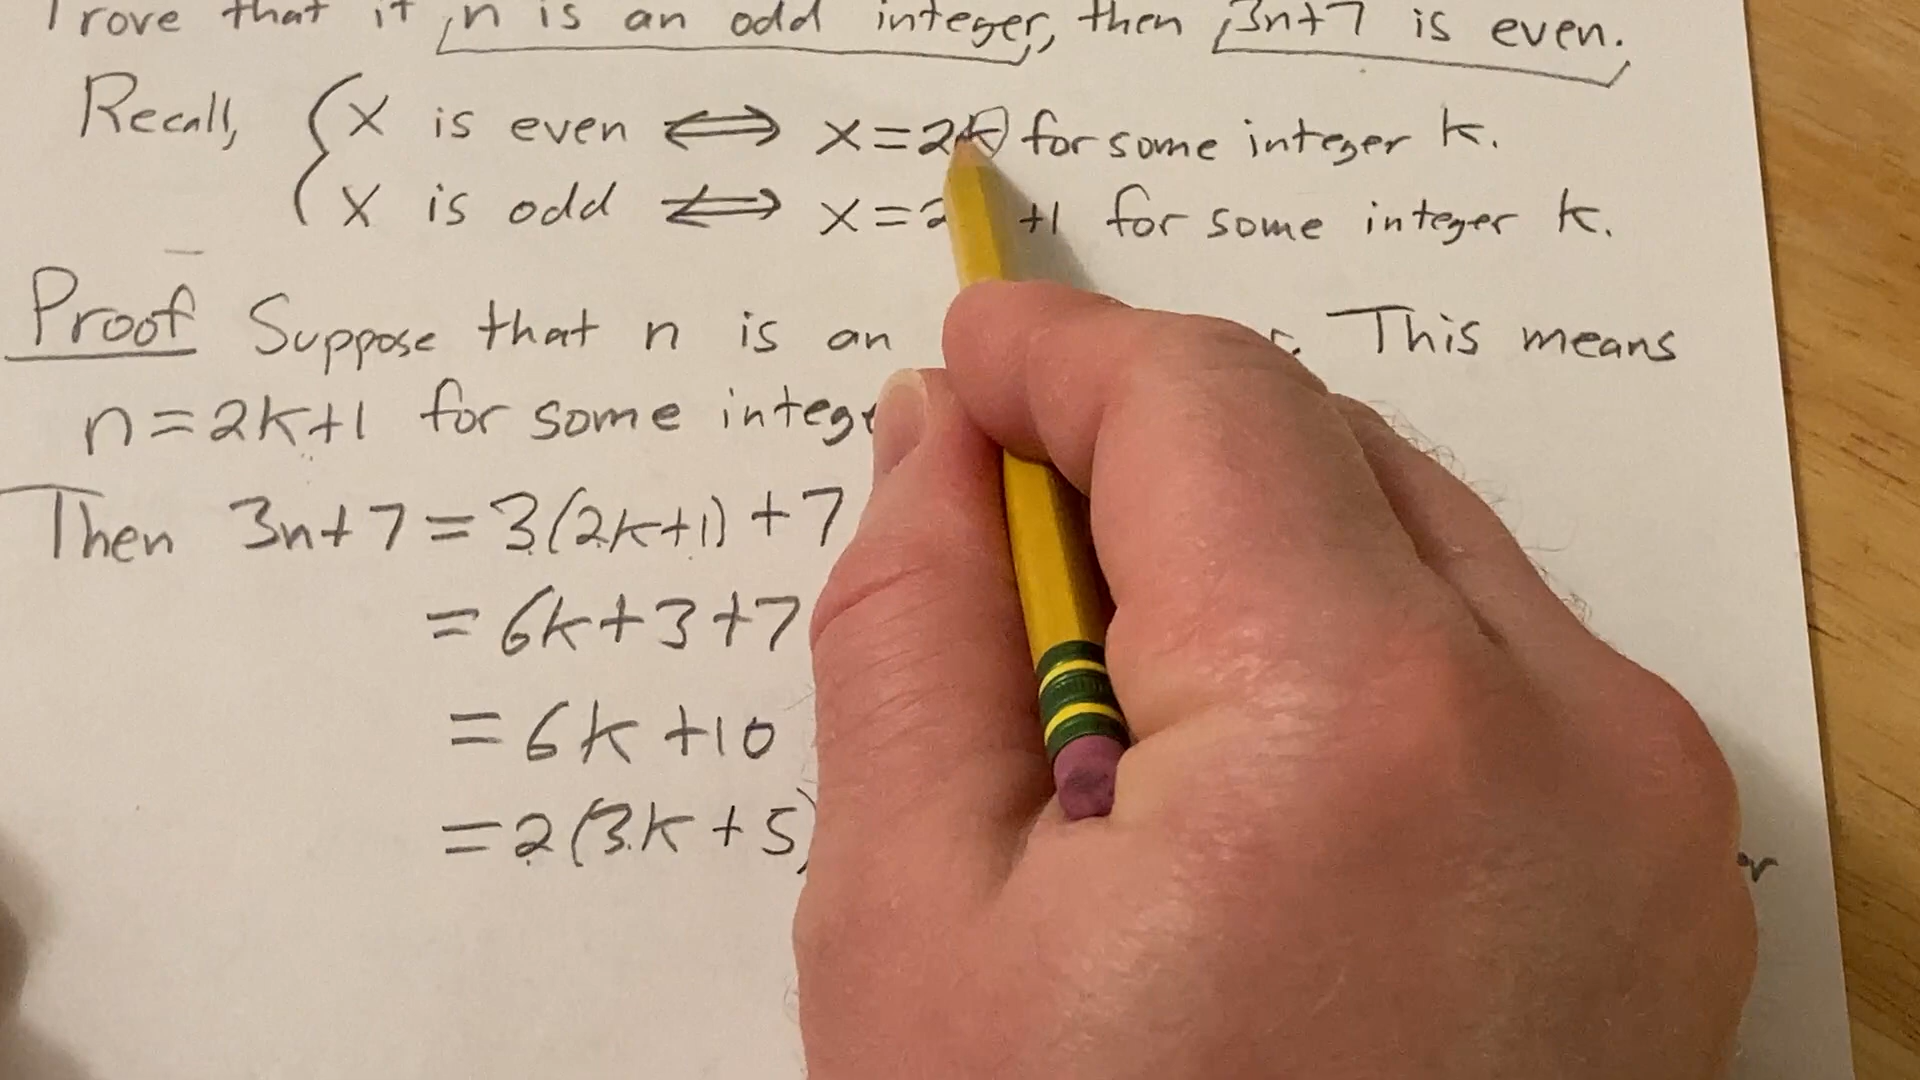 Prove that if n is an odd integer, then 3n+7 is even.
Recall, { x is even ⟺ x=2k for some integer k.
x is odd ⟺ x=2 +1 for some integer k.
Proof Suppose that n is an This means
n=2k+1 for some integ
Then 3n+7=3(2k+1)+7
=6k+3+7
=6k+10
=2(3k+5)